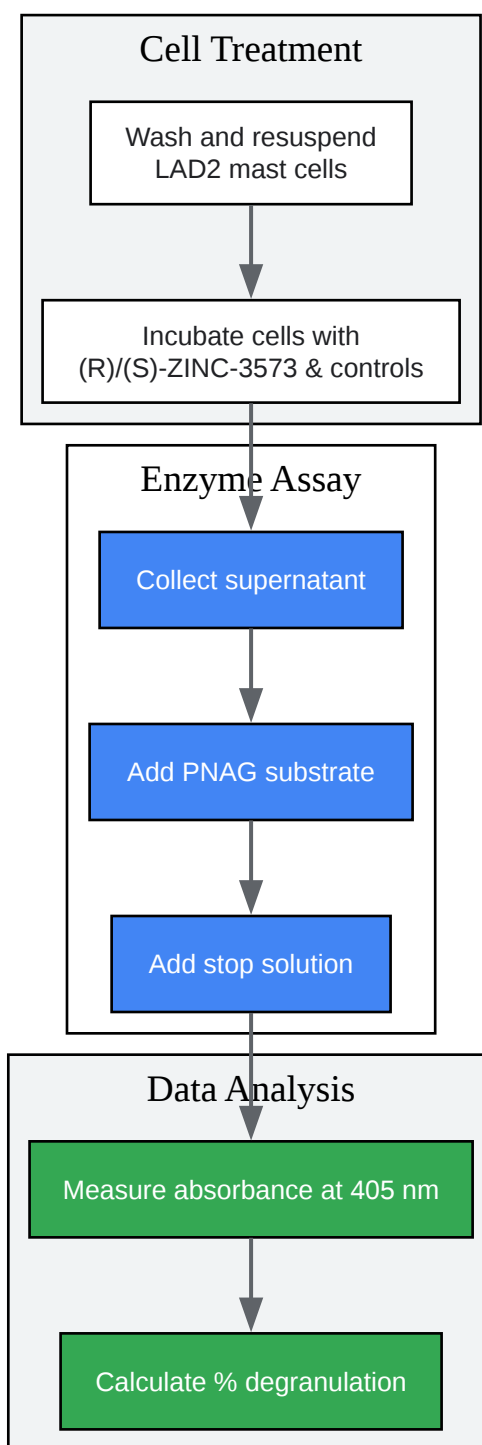 Cell Treatment
Wash and resuspend
LAD2 mast cells
Incubate cells with
(R)/(S)-ZINC-3573 & controls
Enzyme Assay
Collect supernatant
Add PNAG substrate
Add stop solution
Data Analysis
Measure absorbance at 405 nm
Calculate % degranulation